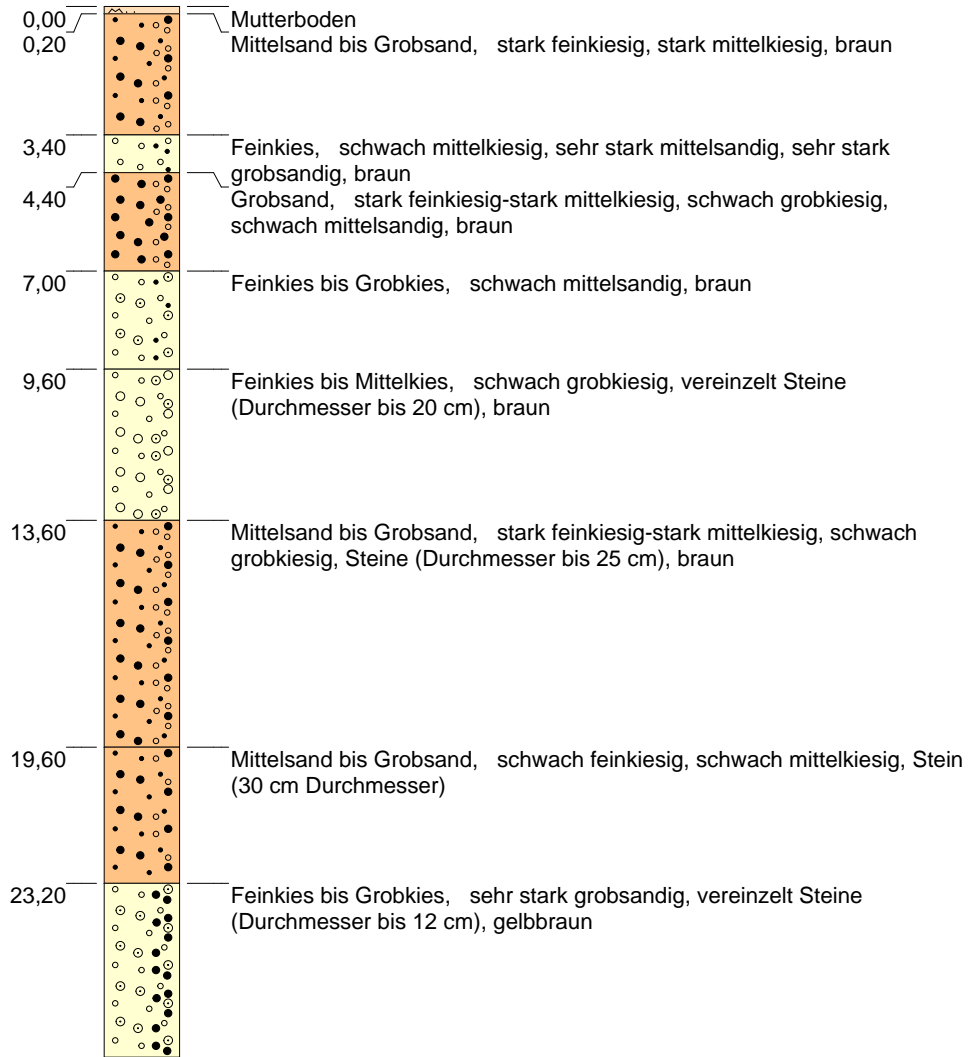 0,00 Mutterboden
0,20 Mittelsand bis Grobsand, stark feinkiesig, stark mittelkiesig, braun
3,40 Feinkies, schwach mittelkiesig, sehr stark mittelsandig, sehr stark
grobsandig, braun
4,40 Grobsand, stark feinkiesig-stark mittelkiesig, schwach grobkiesig,
schwach mittelsandig, braun
7,00 Feinkies bis Grobkies, schwach mittelsandig, braun
9,60 Feinkies bis Mittelkies, schwach grobkiesig, vereinzelt Steine
(Durchmesser bis 20 cm), braun
13,60 Mittelsand bis Grobsand, stark feinkiesig-stark mittelkiesig, schwach
grobkiesig, Steine (Durchmesser bis 25 cm), braun
19,60 Mittelsand bis Grobsand, schwach feinkiesig, schwach mittelkiesig, Stein
(30 cm Durchmesser)
23,20 Feinkies bis Grobkies, sehr stark grobsandig, vereinzelt Steine
(Durchmesser bis 12 cm), gelbbraun